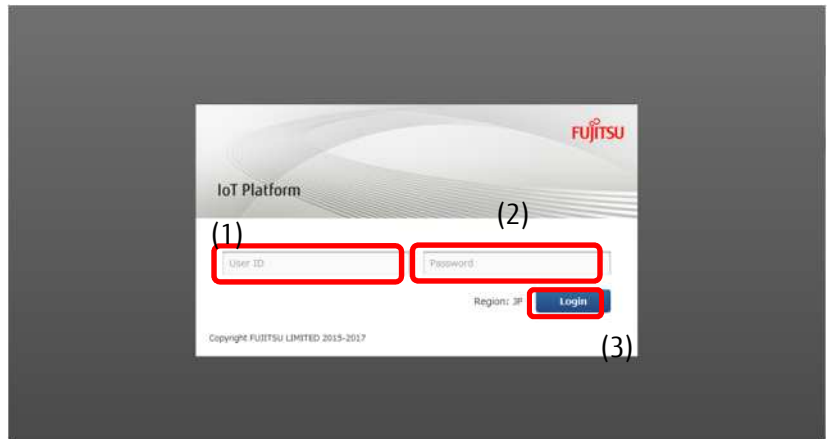 FUJITSU
IoT Platform
(1)
(2)
User ID
Password
Region: JP
Login
(3)
Copyright FUJITSU LIMITED 2015-2017